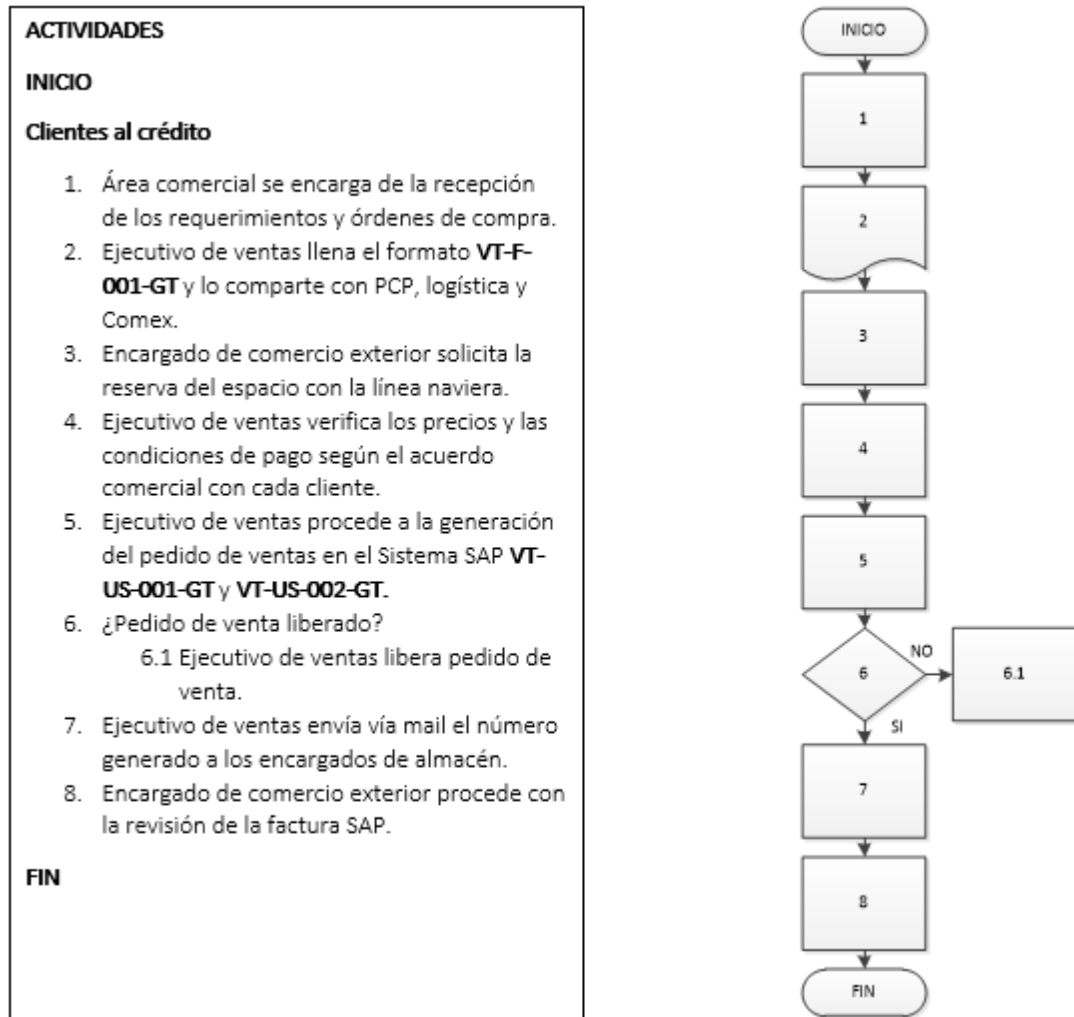 ACTIVIDADES
INICIO
Clientes al crédito
1. Área comercial se encarga de la recepción
de los requerimientos y órdenes de compra.
2. Ejecutivo de ventas llena el formato VT-F-
001-GT y lo comparte con PCP, logística y
Comex.
3. Encargado de comercio exterior solicita la
reserva del espacio con la línea naviera.
4. Ejecutivo de ventas verifica los precios y las
condiciones de pago según el acuerdo
comercial con cada cliente.
5. Ejecutivo de ventas procede a la generación
del pedido de ventas en el Sistema SAP VT-
US-001-GT y VT-US-002-GT.
6. ¿Pedido de venta liberado?
6.1 Ejecutivo de ventas libera pedido de
venta.
7. Ejecutivo de ventas envía vía mail el número
generado a los encargados de almacén.
8. Encargado de comercio exterior procede con
la revisión de la factura SAP.
FIN
INICIO
1
2
3
4
5
6
NO
6.1
SI
7
8
FIN